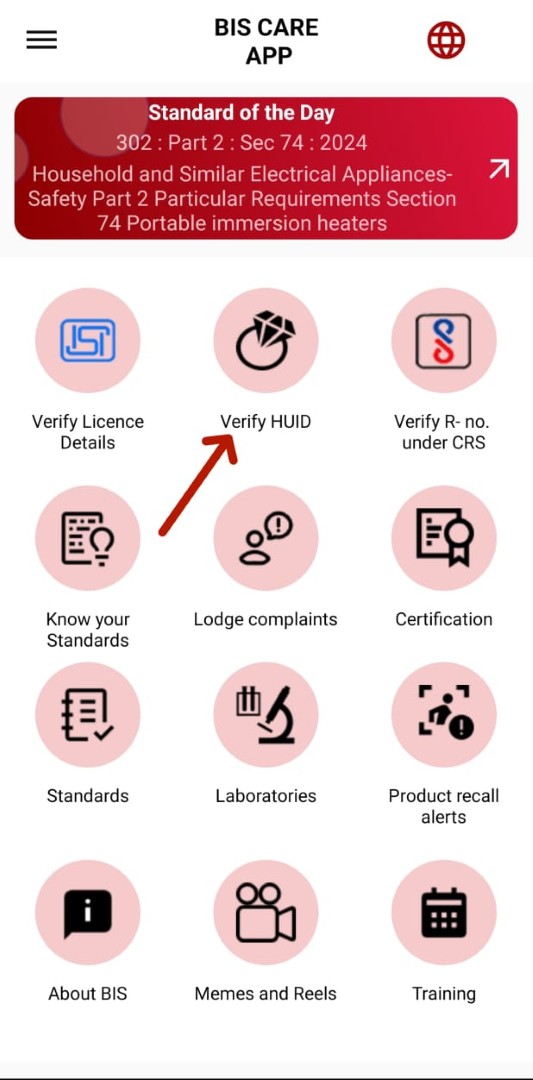 BIS CARE
APP
Standard of the Day
302 : Part 2 : Sec 74 : 2024
Household and Similar Electrical Appliances-
Safety Part 2 Particular Requirements Section
74 Portable immersion heaters
Verify Licence
Details
Verify HUID
Verify R- no.
under CRS
Know your
Standards
Lodge complaints
Certification
Standards
Laboratories
Product recall
alerts
About BIS
Memes and Reels
Training